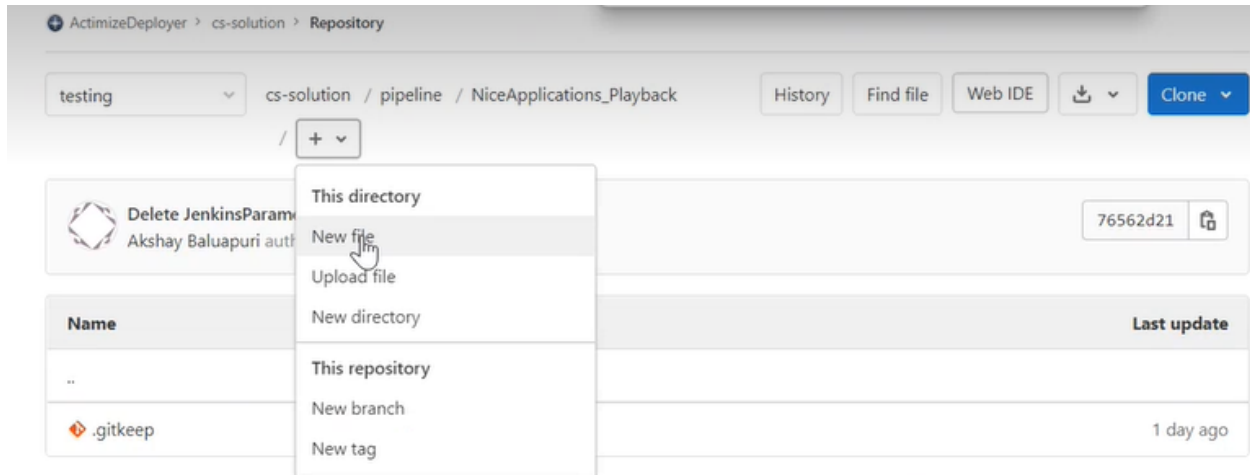 ActimizeDeployer > cs-solution > Repository
testing
cs-solution / pipeline / NiceApplications_Playback
History
Find file
Web IDE
Clone
/ +
This directory
New file
Upload file
New directory
This repository
New branch
New tag
Delete JenkinsParam
Akshay Baluapuri auth
76562d21
Name
Last update
..
.gitkeep
1 day ago